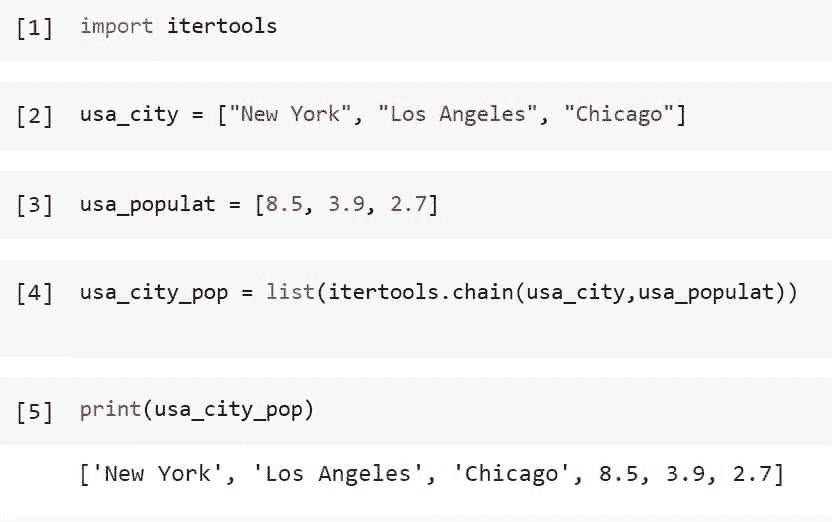 [1] import itertools
[2] usa_city = ["New York", "Los Angeles", "Chicago"]
[3] usa_populat = [8.5, 3.9, 2.7]
[4] usa_city_pop = list(itertools.chain(usa_city,usa_populat))
[5] print(usa_city_pop)
['New York', 'Los Angeles', 'Chicago', 8.5, 3.9, 2.7]